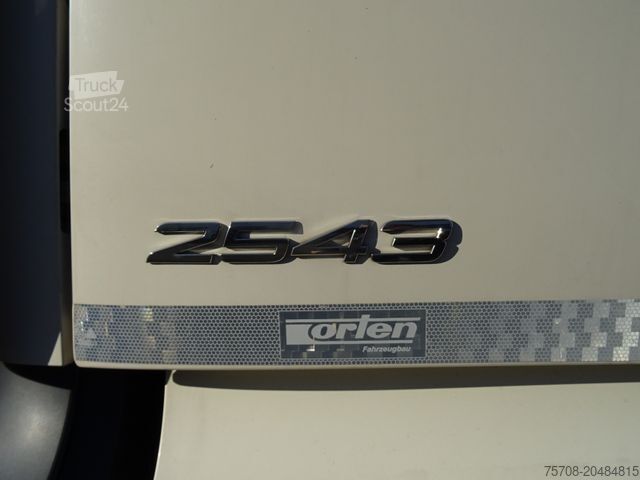 Truck
Scout24
2543
orten
Fahrzeugbau
75708-20484815